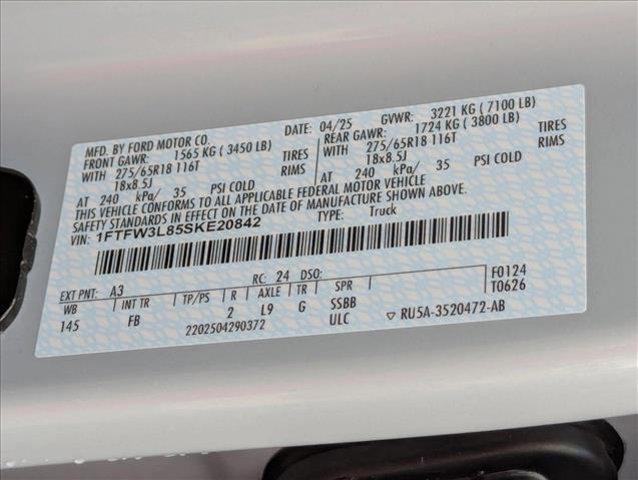 MFD. BY FORD MOTOR CO. DATE: 04/25 GVWR: 3221 KG ( 7100 LB)
FRONT GAWR: 1565 KG ( 3450 LB) REAR GAWR: 1724 KG ( 3800 LB)
WITH 275/65R18 116T TIRES WITH 275/65R18 116T TIRES
18x8.5J RIMS 18x8.5J RIMS
AT 240 kPa/ 35 PSI COLD AT 240 kPa/ 35 PSI COLD
THIS VEHICLE CONFORMS TO ALL APPLICABLE FEDERAL MOTOR VEHICLE
SAFETY STANDARDS IN EFFECT ON THE DATE OF MANUFACTURE SHOWN ABOVE.
VIN: 1FTFW3L85SKE20842 TYPE: Truck
EXT PNT: A3 RC: 24 DSO: F0124
WB INT TR TP/PS R AXLE TR SPR T0626
145 FB 2 L9 G SSBB
2202504290372 ULC ▽ RU5A-3520472-AB